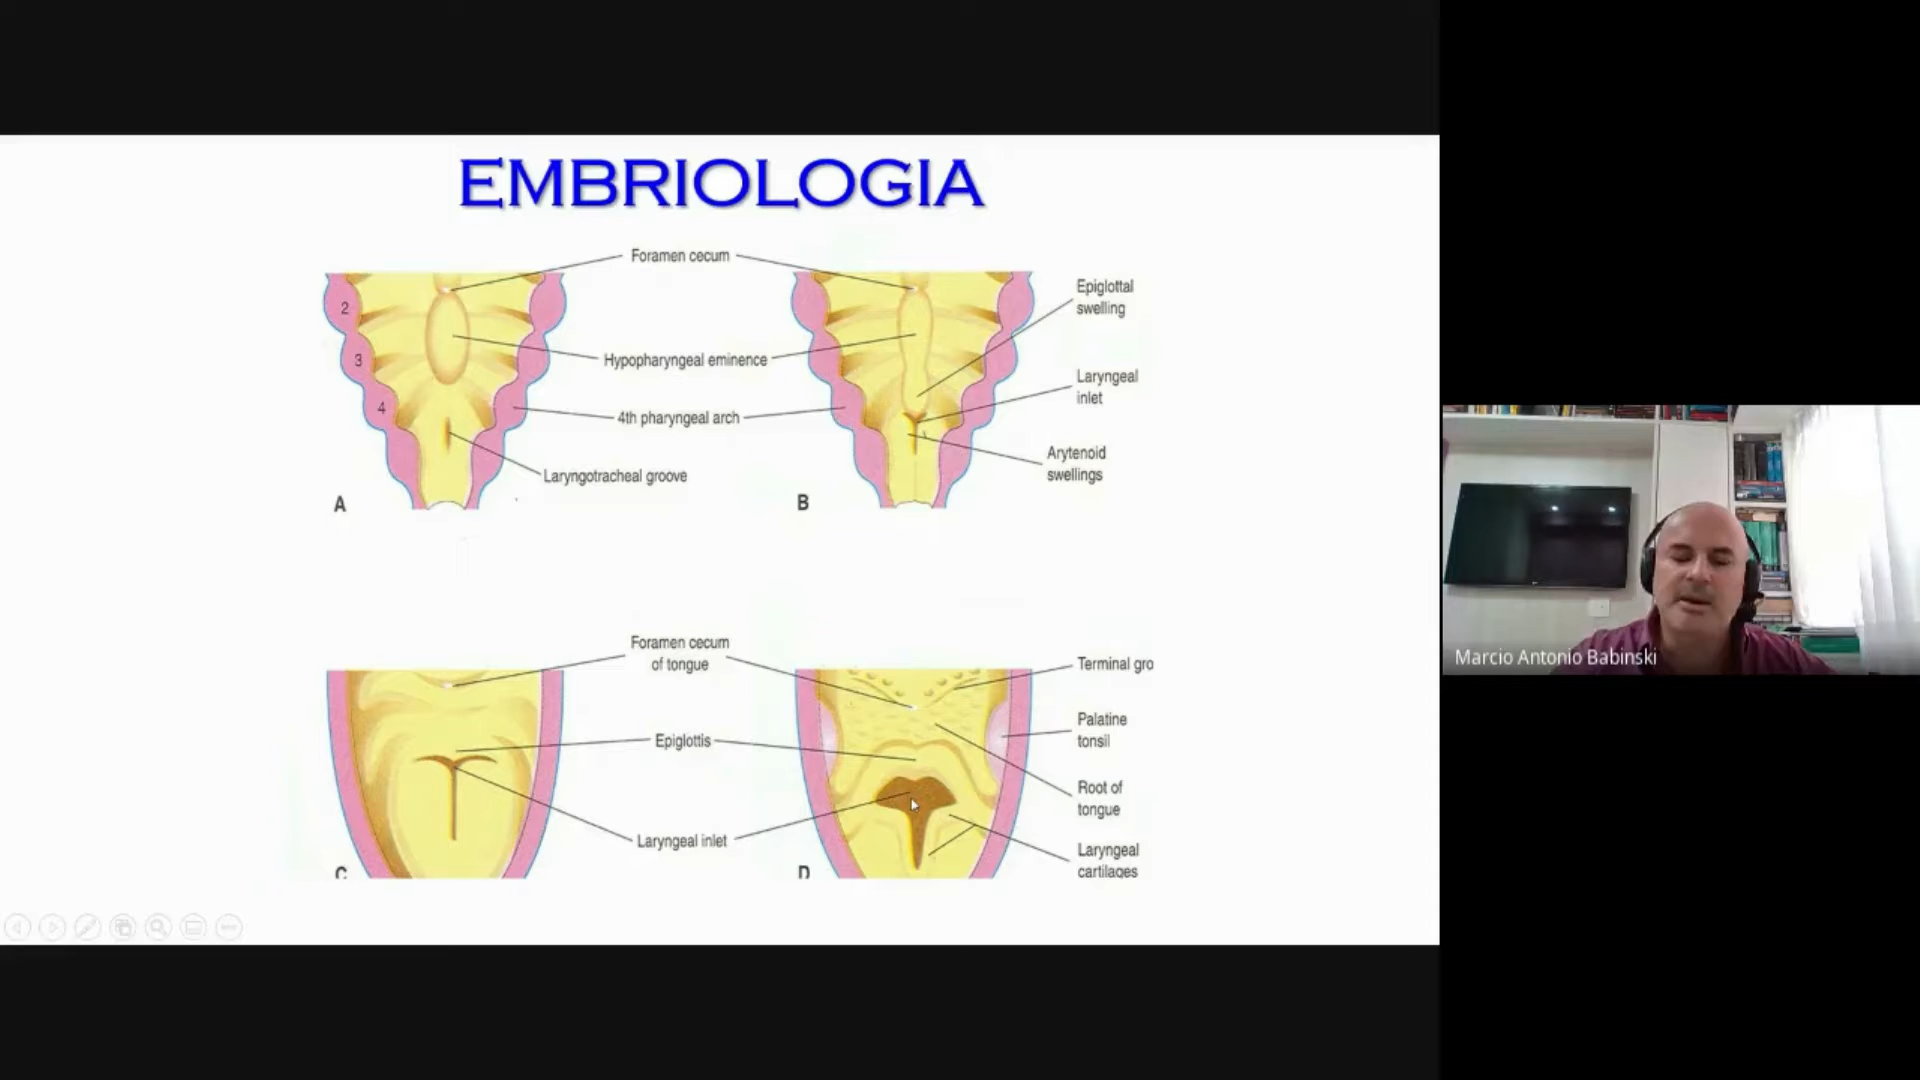 EMBRIOLOGIA
Foramen cecum
2
3
4
Hypopharyngeal eminence
4th pharyngeal arch
Laryngotracheal groove
A
Epiglottal
swelling
Laryngeal
inlet
Arytenoid
swellings
B
Foramen cecum
of tongue
Epiglottis
Laryngeal inlet
C
Terminal gro
Palatine
tonsil
Root of
tongue
Laryngeal
cartilages
D
Marcio Antonio Babinski